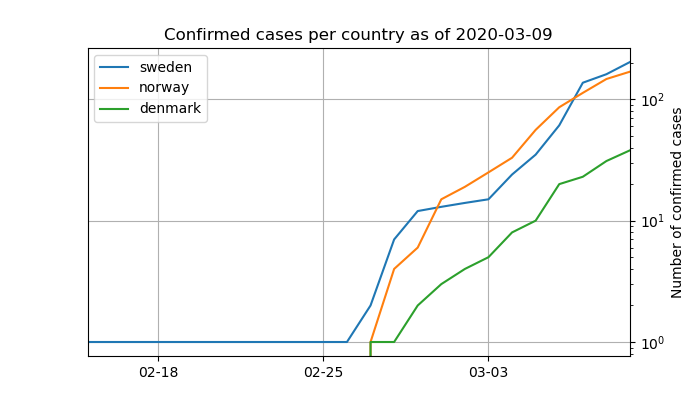 Confirmed cases per country as of 2020-03-09
sweden
norway
denmark
10²
10¹
10⁰
Number of confirmed cases
02-18
02-25
03-03